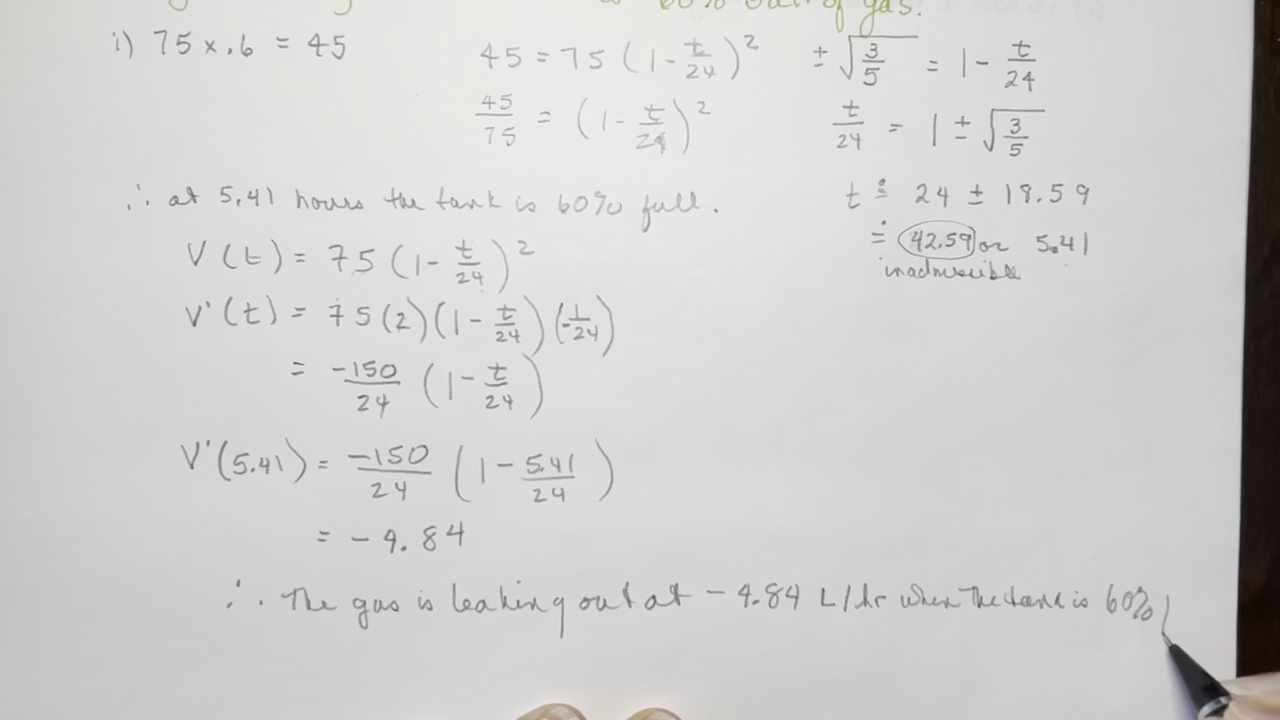 60% full of gas.
i) 75 x .6 = 45
45 = 75 (1 - t/24)²
45/75 = (1 - t/24)²
± √(3/5) = 1 - t/24
t/24 = 1 ± √(3/5)
t ≐ 24 ± 18.59
≐ 42.59 or 5.41
inadmissible
∴ at 5.41 hours the tank is 60% full.
V(t) = 75 (1 - t/24)²
V'(t) = 75(2)(1 - t/24)(-1/24)
= -150/24 (1 - t/24)
V'(5.41) = -150/24 (1 - 5.41/24)
= -4.84
∴ The gas is leaking out at -4.84 L/hr when the tank is 60%